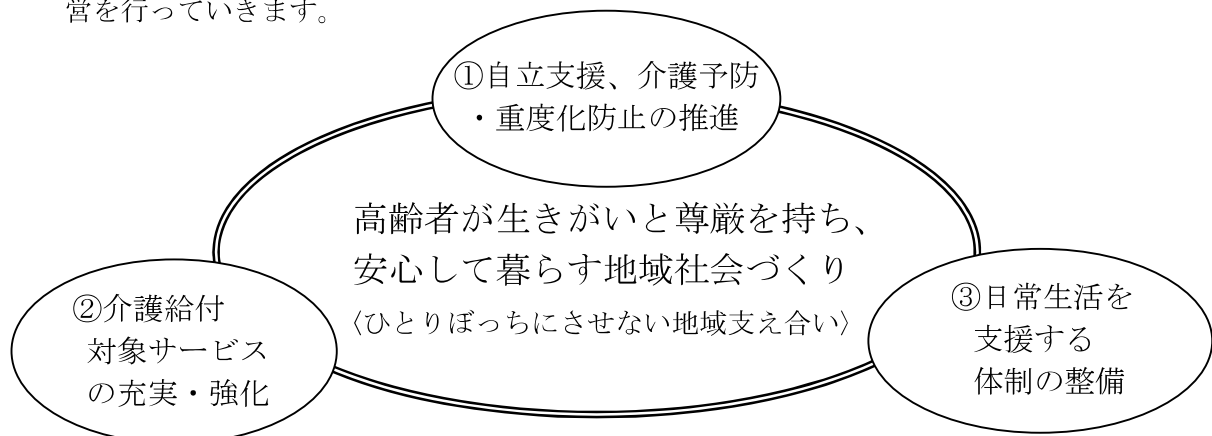 営を行っていきます。
①自立支援、介護予防
・重度化防止の推進
高齢者が生きがいと尊厳を持ち、
安心して暮らす地域社会づくり
〈ひとりぼっちにさせない地域支え合い〉
②介護給付
対象サービス
の充実・強化
③日常生活を
支援する
体制の整備